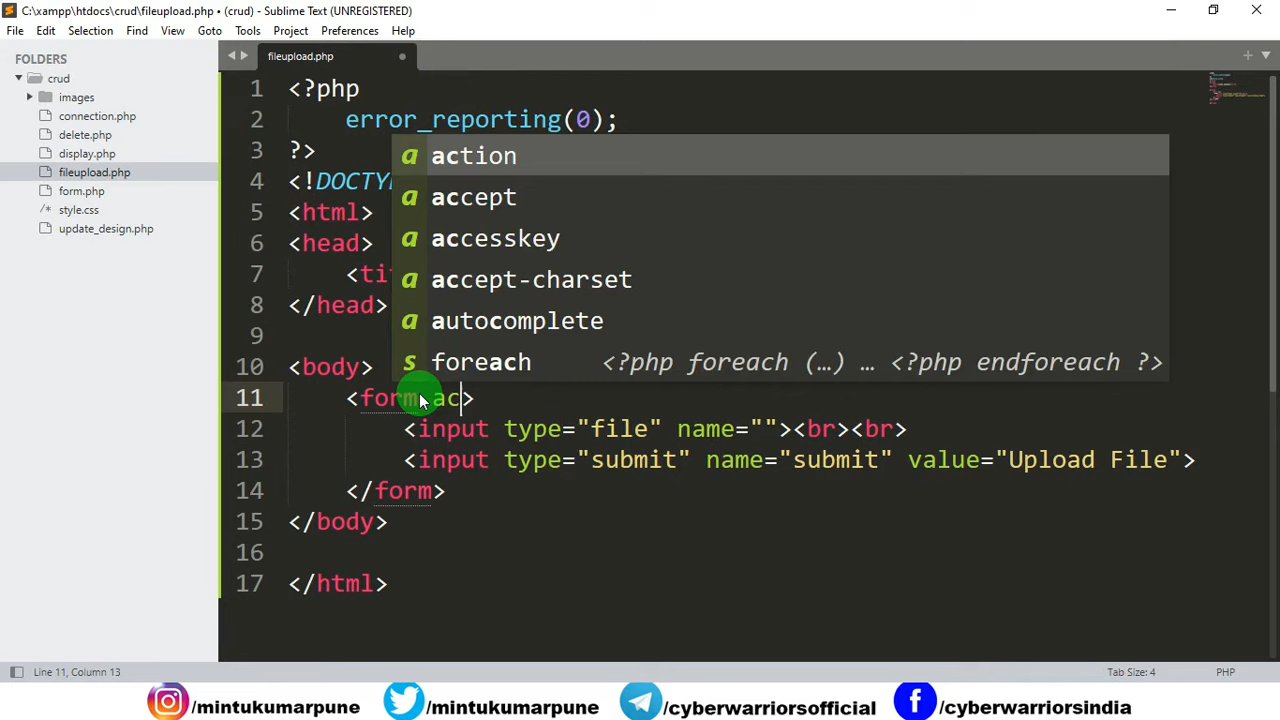 C:\xampp\htdocs\crud\fileupload.php • (crud) - Sublime Text (UNREGISTERED)
File Edit Selection Find View Goto Tools Project Preferences Help
FOLDERS
crud
images
connection.php
delete.php
display.php
fileupload.php
form.php
/* style.css
update_design.php
fileupload.php
1 <?php
2 error_reporting(0);
3 ?>
4 <!DOCTY
5 <html>
6 <head>
7 <tit
8 </head>
9
10 <body>
11 <form ac>
12 <input type="file" name=""><br><br>
13 <input type="submit" name="submit" value="Upload File">
14 </form>
15 </body>
16
17 </html>
a action
a accept
a accesskey
a accept-charset
a autocomplete
s foreach <?php foreach (…) … <?php endforeach ?>
Line 11, Column 13 Tab Size: 4 PHP
/mintukumarpune /mintukumarpune /cyberwarriorsofficial /cyberwarriorsindia